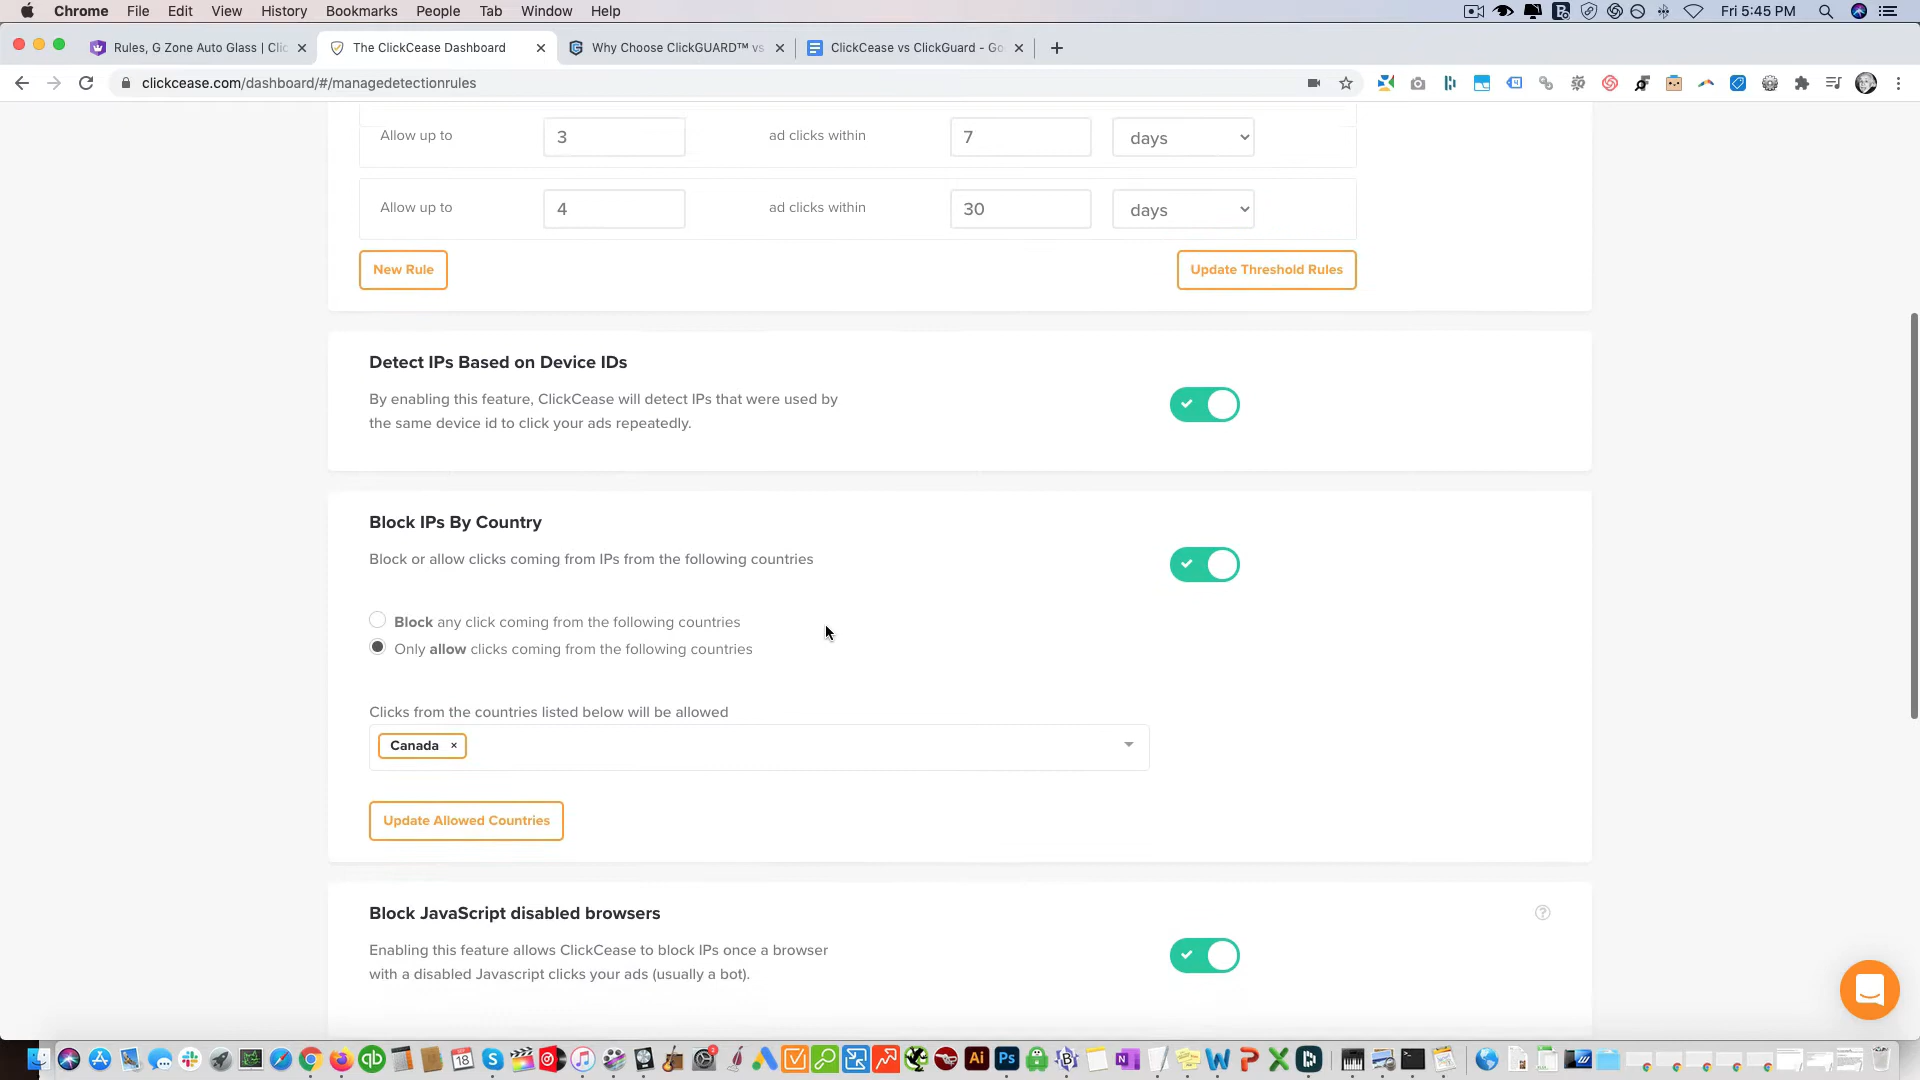 Chrome File Edit View History Bookmarks People Tab Window Help Fri 5:45 PM
Rules, G Zone Auto Glass | Clic
The ClickCease Dashboard
Why Choose ClickGUARD™ vs
ClickCease vs ClickGuard - Go
clickcease.com/dashboard/#/managedetectionrules
Allow up to 3 ad clicks within 7 days
Allow up to 4 ad clicks within 30 days
New Rule Update Threshold Rules
Detect IPs Based on Device IDs
By enabling this feature, ClickCease will detect IPs that were used by
the same device id to click your ads repeatedly.
Block IPs By Country
Block or allow clicks coming from IPs from the following countries
Block any click coming from the following countries
Only allow clicks coming from the following countries
Clicks from the countries listed below will be allowed
Canada ×
Update Allowed Countries
Block JavaScript disabled browsers
Enabling this feature allows ClickCease to block IPs once a browser
with a disabled Javascript clicks your ads (usually a bot).